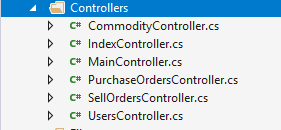 Controllers
C# CommodityController.cs
C# IndexController.cs
C# MainController.cs
C# PurchaseOrdersController.cs
C# SellOrdersController.cs
C# UsersController.cs